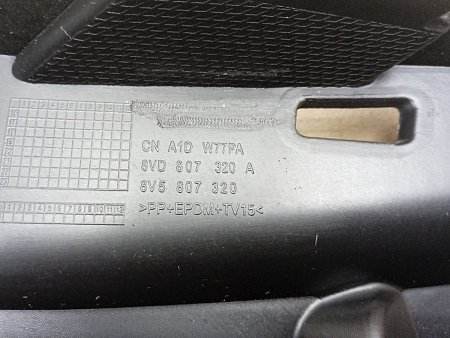 CN A1D W77PA
8VD 807 320 A
8V5 807 320
>PP+EPDM+TV15<